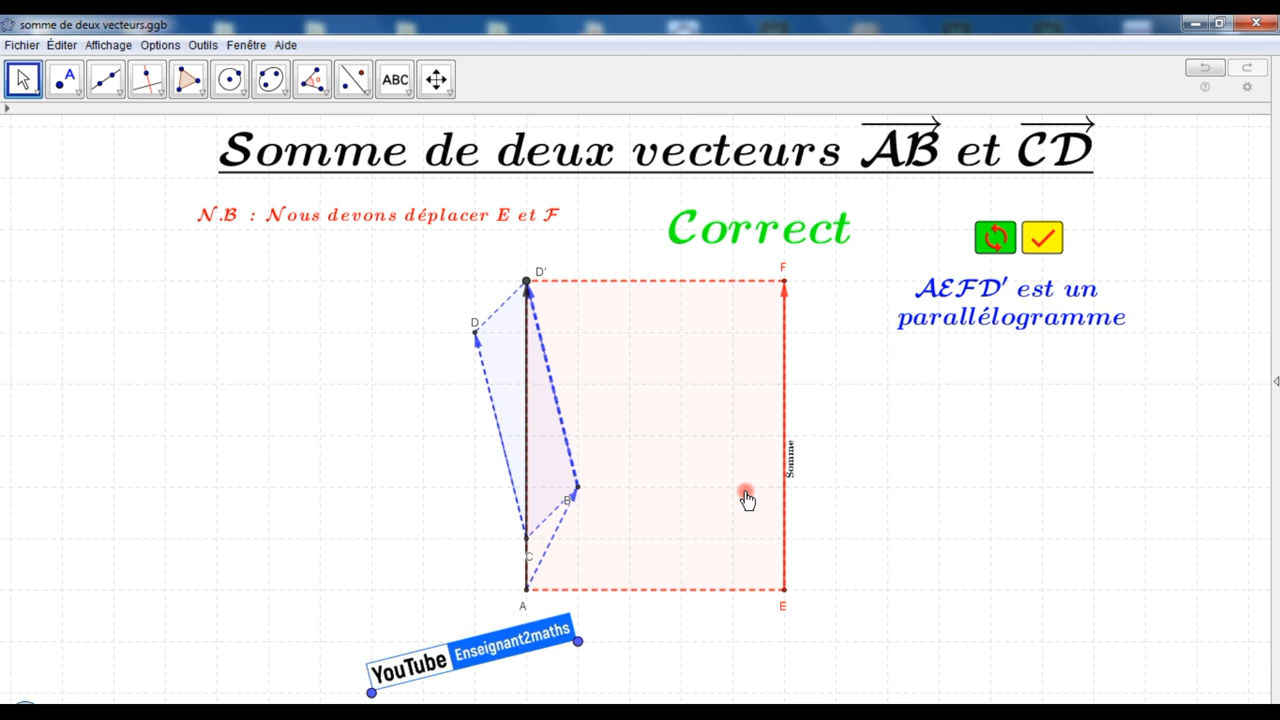 somme de deux vecteurs.ggb
Fichier Éditer Affichage Options Outils Fenêtre Aide
A
ABC
Somme de deux vecteurs AB et CD
N.B : Nous devons déplacer E et F
Correct
AEFD' est un
parallélogramme
D'
F
D
Somme
B
C
A
E
YouTube Enseignant2maths